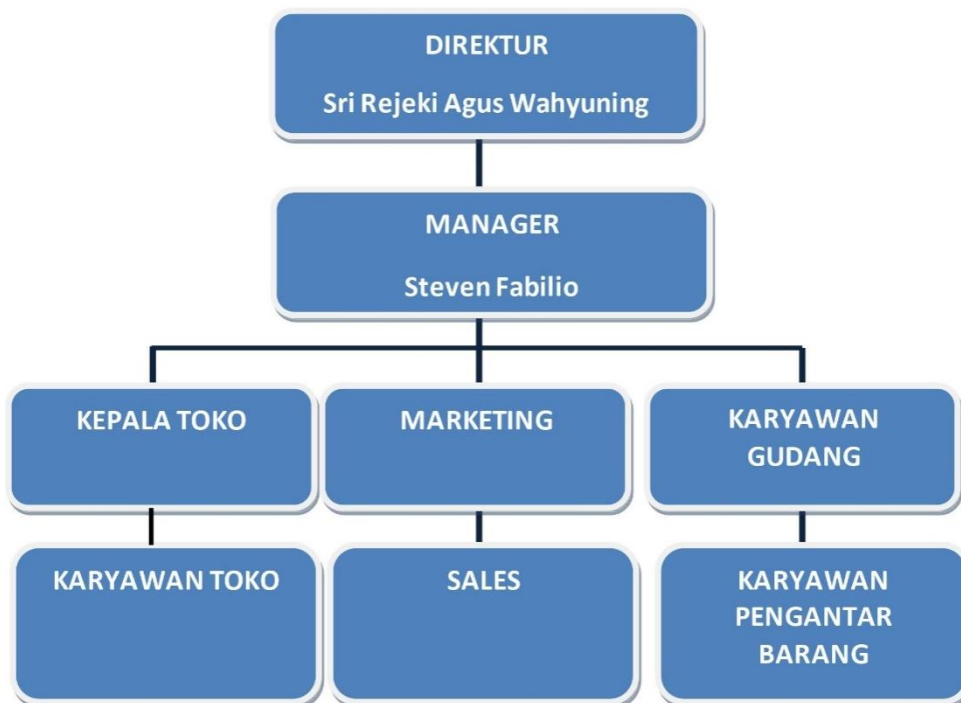 DIREKTUR
Sri Rejeki Agus Wahyuning
MANAGER
Steven Fabilio
KEPALA TOKO
MARKETING
KARYAWAN
GUDANG
KARYAWAN TOKO
SALES
KARYAWAN
PENGANTAR
BARANG